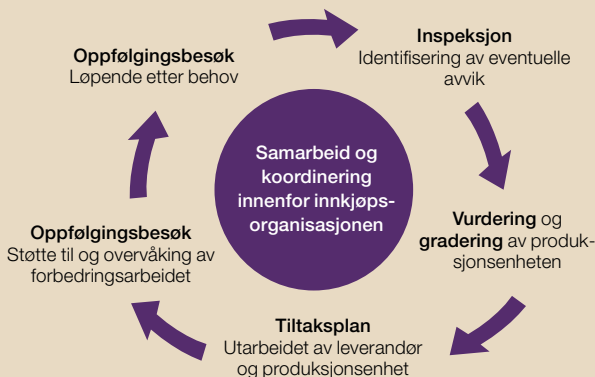 Oppfølgingsbesøk
Løpende etter behov
Inspeksjon
Identifisering av eventuelle
avvik
Samarbeid og
koordinering
innenfor innkjøps-
organisasjonen
Vurdering og
gradering av produk-
sjonsenheten
Tiltaksplan
Utarbeidet av leverandør
og produksjonsenhet
Oppfølgingsbesøk
Støtte til og overvåking av
forbedringsarbeidet